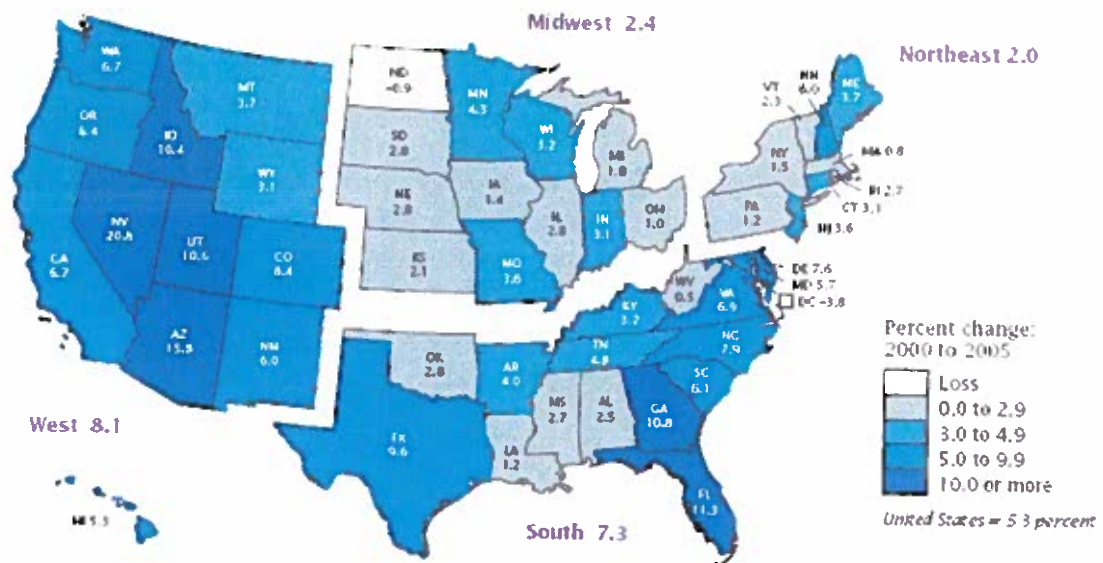 Midwest 2.4
Northeast 2.0
WA
6.7
MT
3.7
ND
-0.9
MN
4.3
VT
2.3
NH
6.0
ME
3.7
OR
6.4
ID
10.4
SD
2.8
WI
3.2
MI
1.8
NY
1.5
MA 0.8
WY
3.1
IA
1.4
RI 2.7
NE
2.8
PA
1.2
CT 3.1
NV
20.8
UT
10.6
IL
2.8
IN
3.1
OH
1.0
NJ 3.6
CA
6.7
CO
8.4
KS
2.1
MO
3.6
WV
0.5
DE 7.6
MD 5.7
VA
6.9
DC -3.8
KY
3.2
AZ
15.8
NM
6.0
OK
2.8
AR
4.0
TN
4.8
NC
7.9
SC
6.1
MS
2.7
AL
2.5
GA
10.8
West 8.1
TX
9.6
LA
1.2
FL
11.3
HI 5.3
South 7.3
Percent change:
2000 to 2005
Loss
0.0 to 2.9
3.0 to 4.9
5.0 to 9.9
10.0 or more
United States = 5.3 percent